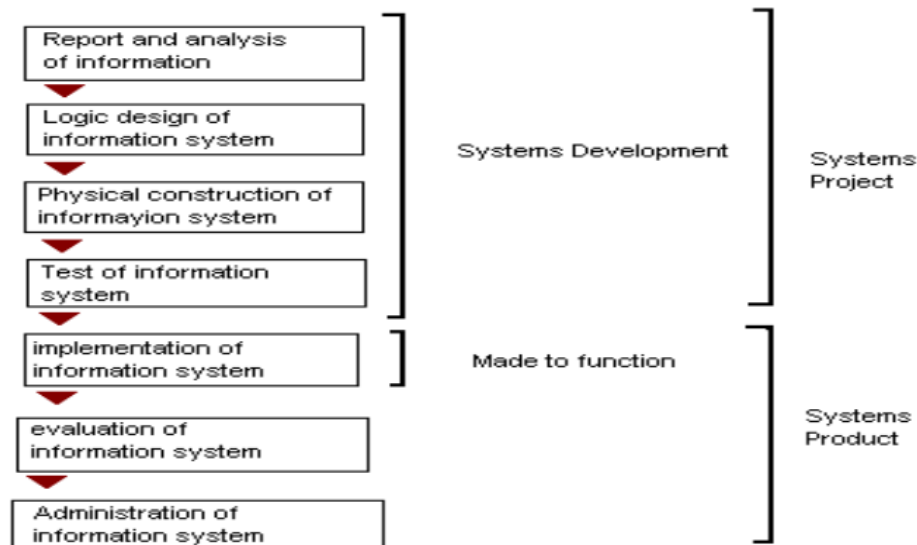 Report and analysis
of information
Logic design of
information system
Physical construction of
informayion system
Test of information
system
implementation of
information system
evaluation of
information system
Administration of
information system
Systems Development
Made to function
Systems
Project
Systems
Product